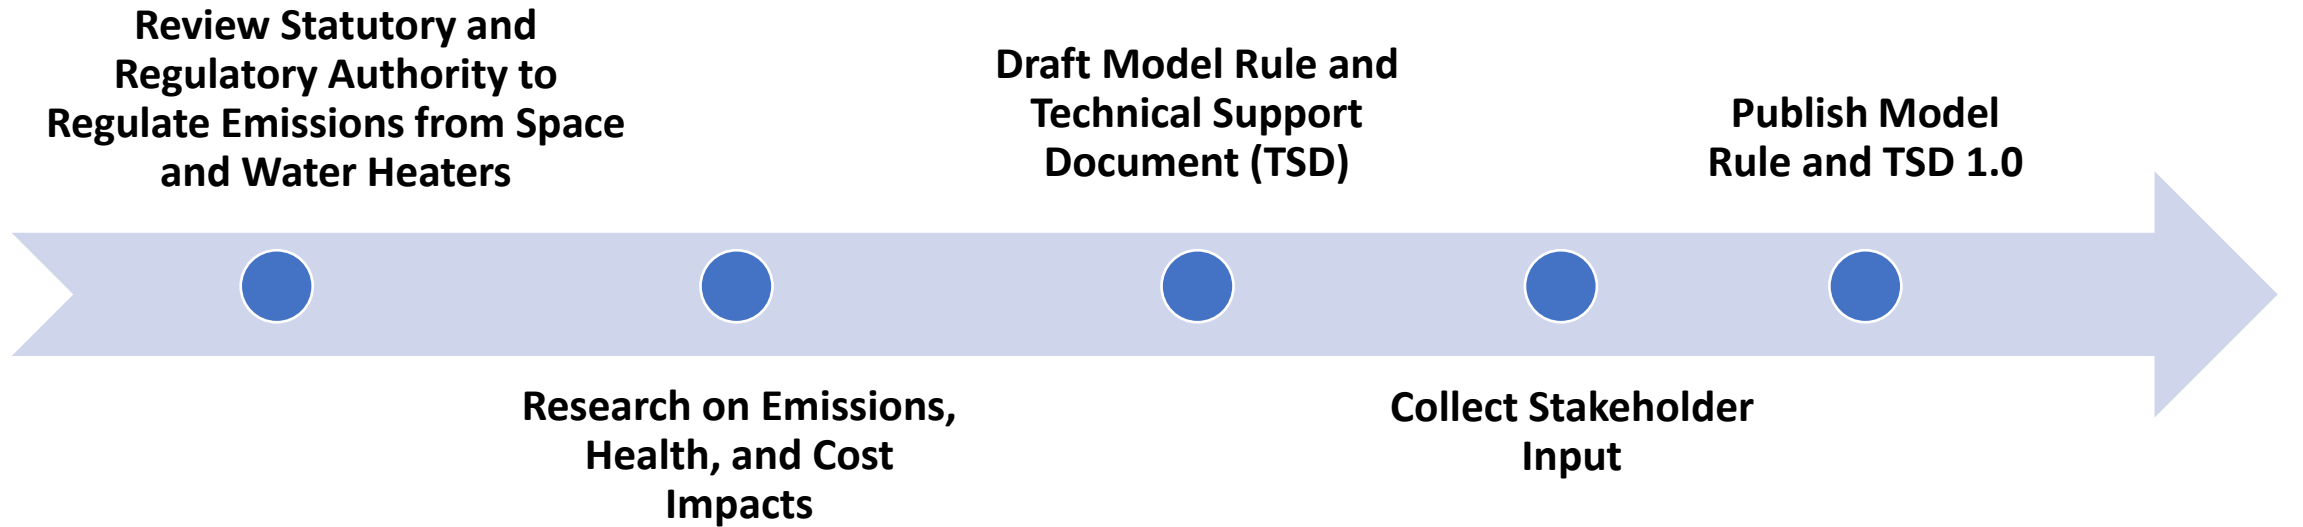 Review Statutory and
Regulatory Authority to
Regulate Emissions from Space
and Water Heaters
Research on Emissions,
Health, and Cost
Impacts
Draft Model Rule and
Technical Support
Document (TSD)
Collect Stakeholder
Input
Publish Model
Rule and TSD 1.0